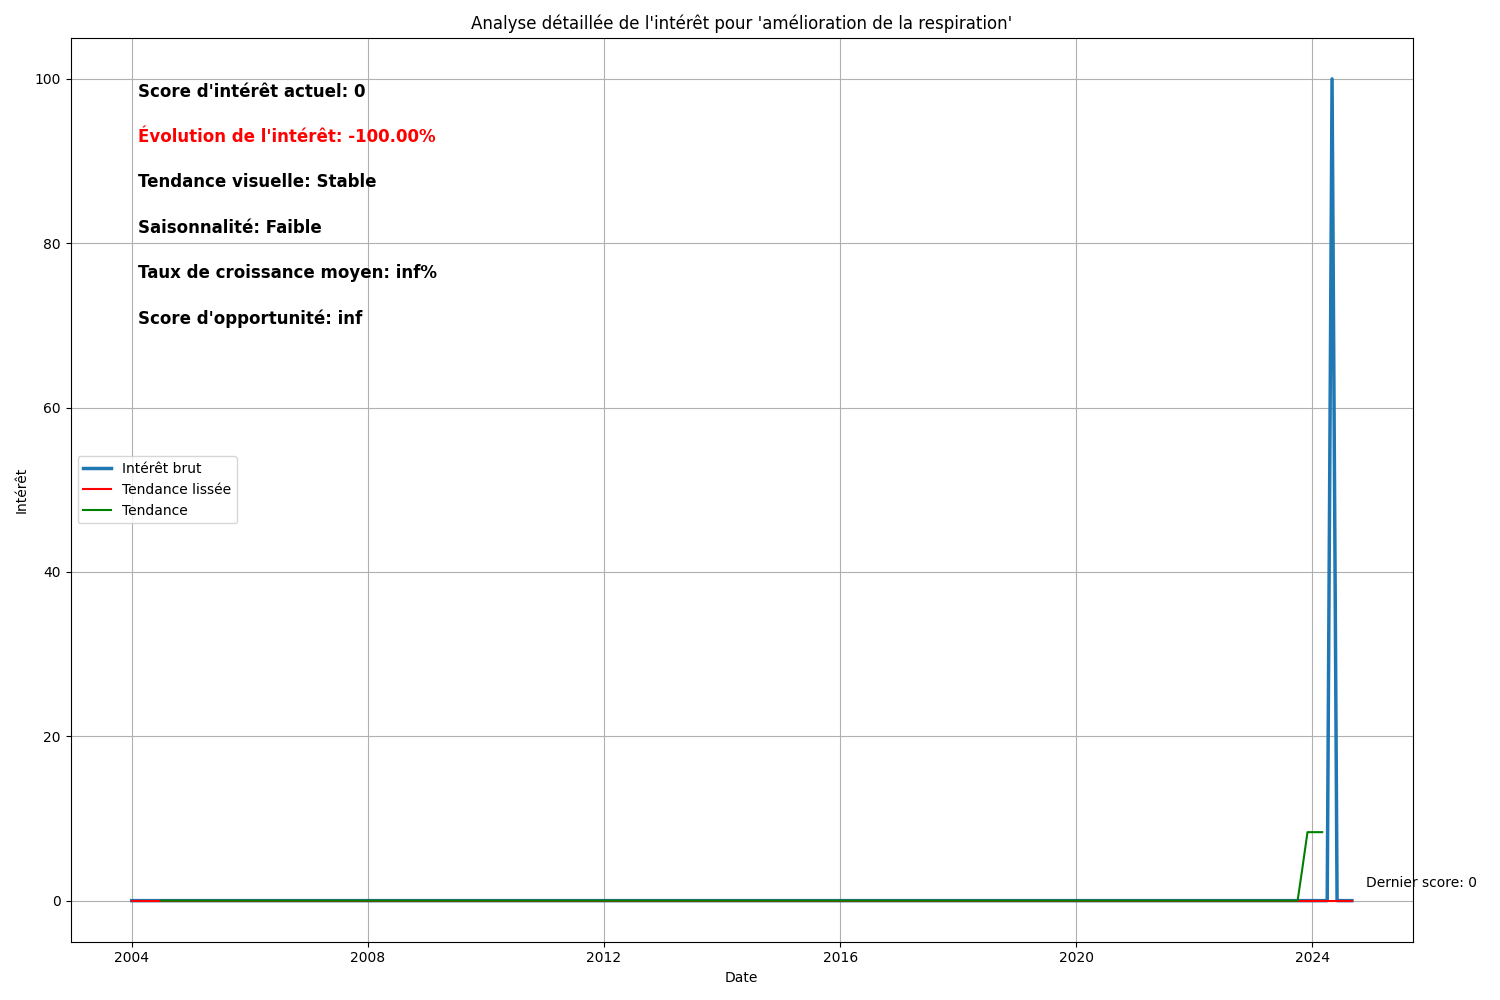 Analyse détaillée de l'intérêt pour 'amélioration de la respiration'
100
80
60
40
20
0
Intérêt
Score d'intérêt actuel: 0
Évolution de l'intérêt: -100.00%
Tendance visuelle: Stable
Saisonnalité: Faible
Taux de croissance moyen: inf%
Score d'opportunité: inf
Intérêt brut
Tendance lissée
Tendance
Dernier score: 0
2004
2008
2012
2016
2020
2024
Date